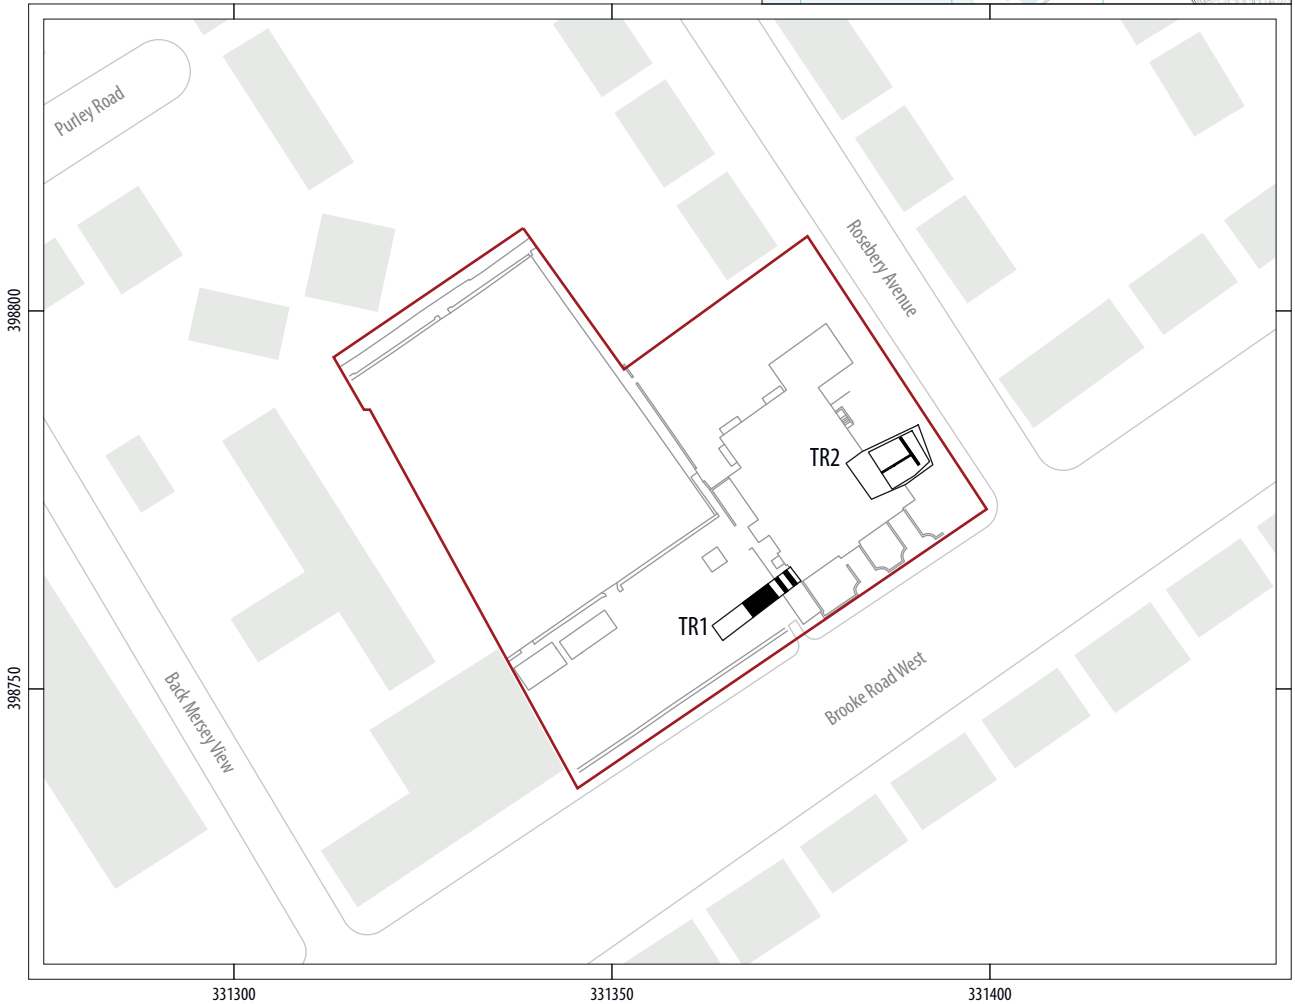 Purley Road
Rosebery Avenue
398800
TR2
TR1
Brooke Road West
398750
Back Mersey View
331300
331350
331400